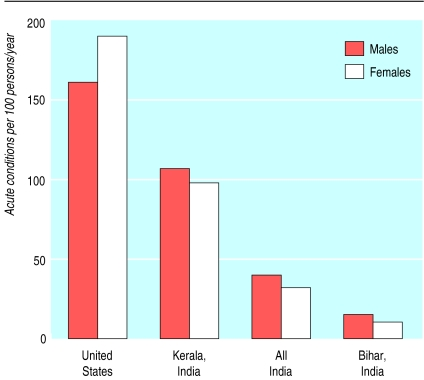 Acute conditions per 100 persons/year
200
150
100
50
0
Males
Females
United
States
Kerala,
India
All
India
Bihar,
India